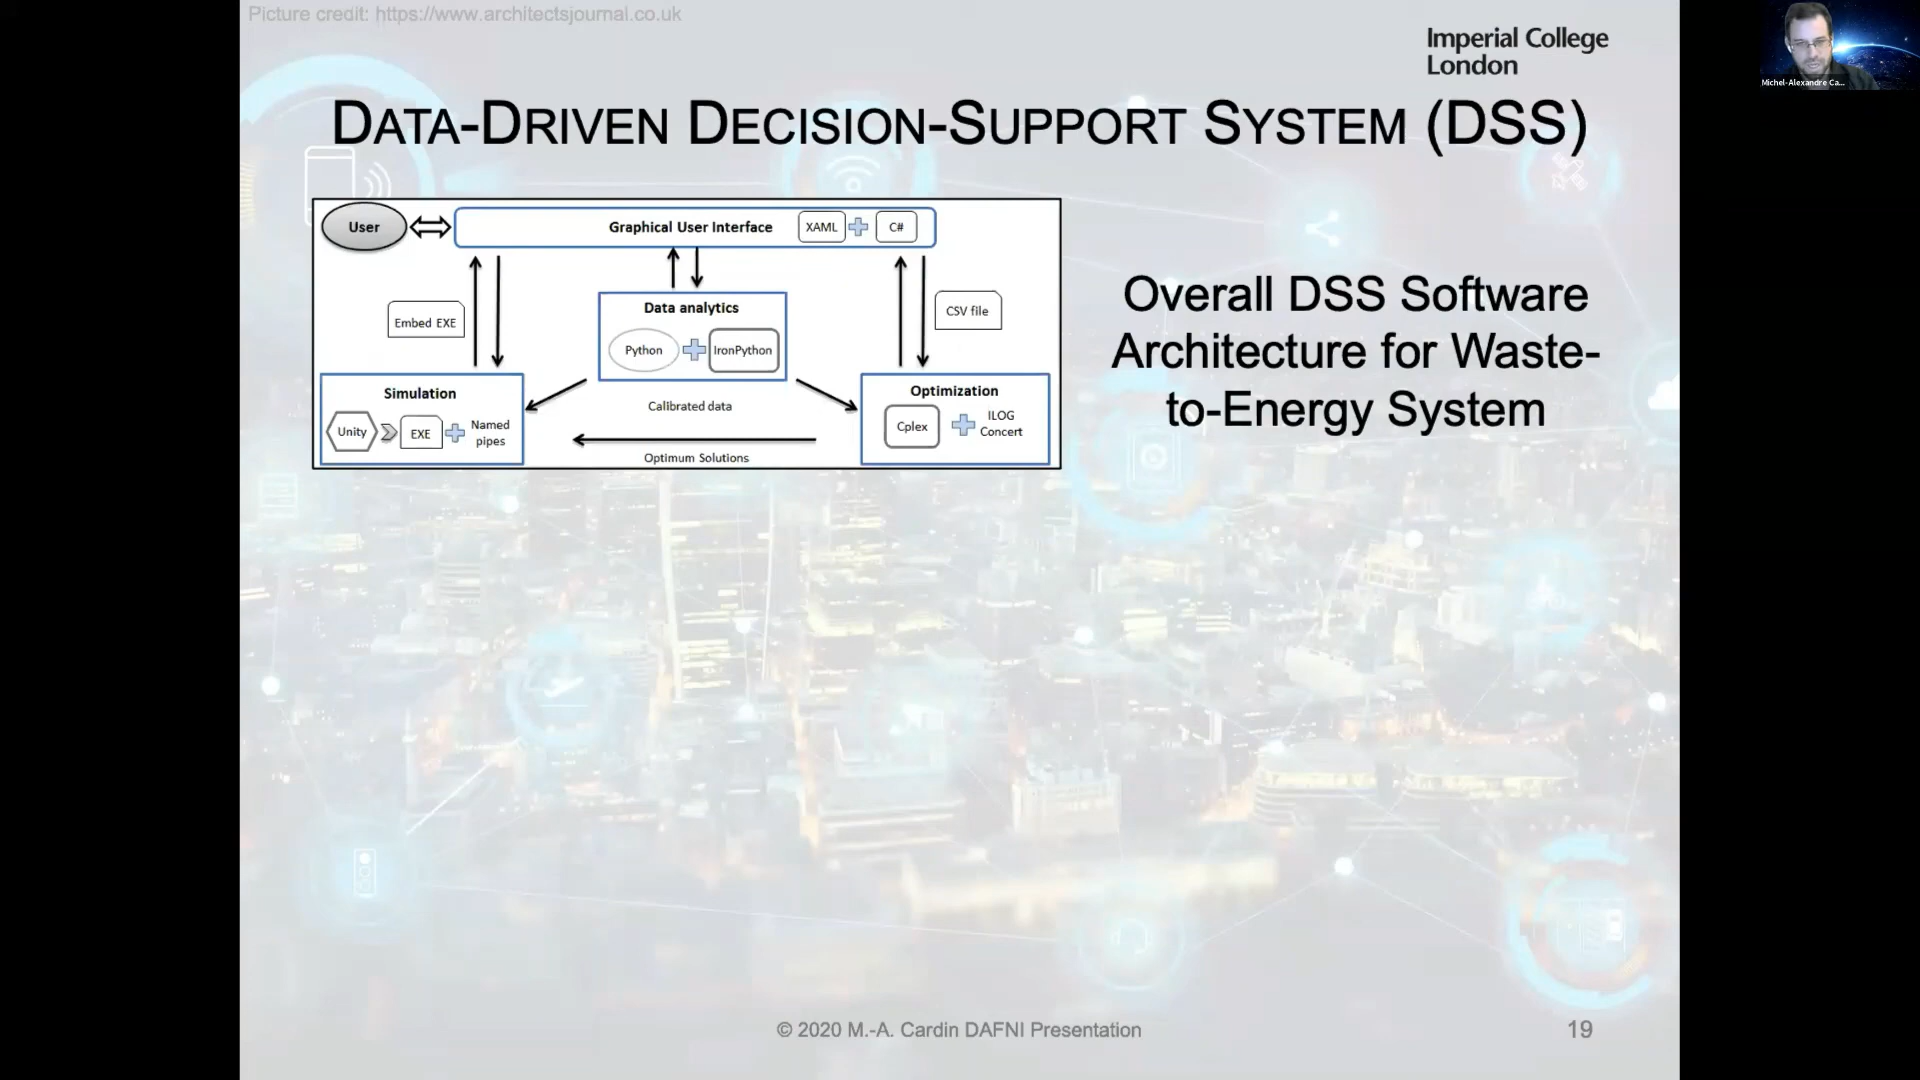 Picture credit: https://www.architectsjournal.co.uk
Imperial College
London
Michel-Alexandre Ca...
DATA-DRIVEN DECISION-SUPPORT SYSTEM (DSS)
User
Graphical User Interface
XAML
C#
Embed EXE
Data analytics
Python
IronPython
CSV file
Simulation
Unity
EXE
Named
pipes
Calibrated data
Optimum Solutions
Optimization
Cplex
ILOG
Concert
Overall DSS Software
Architecture for Waste-
to-Energy System
© 2020 M.-A. Cardin DAFNI Presentation
19